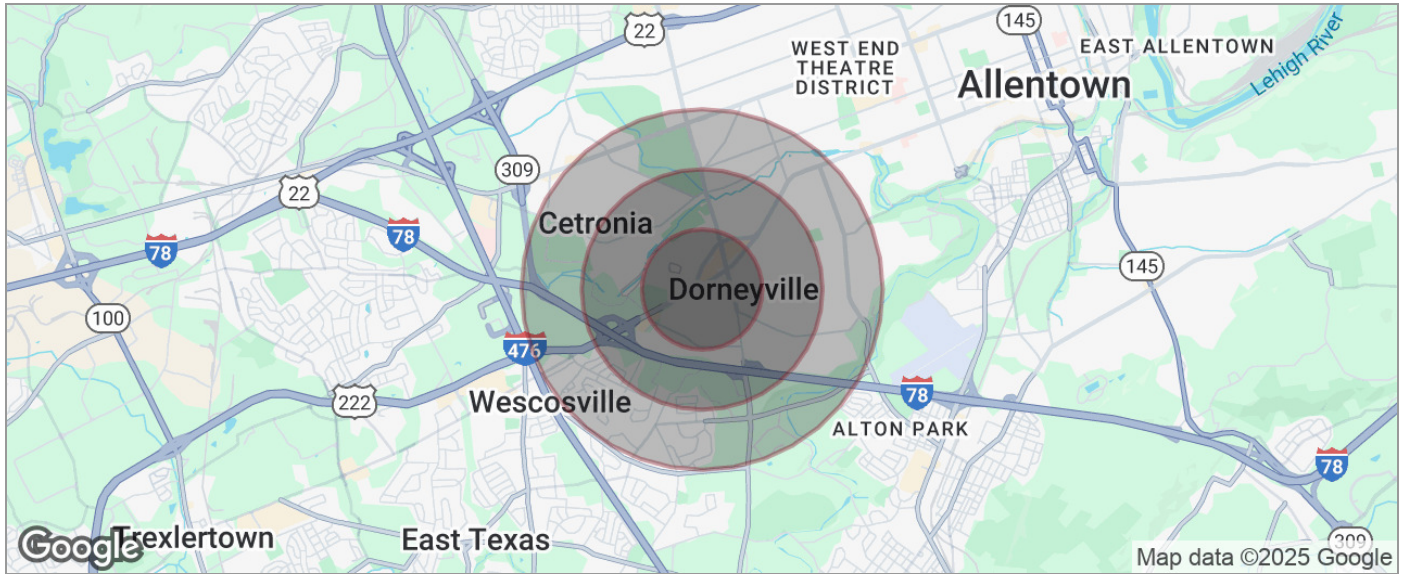 22
145
EAST ALLENTOWN
WEST END
THEATRE
DISTRICT
Allentown
Lehigh River
309
22
Cetronia
78
78
Dorneyville
145
100
476
222
Wescosville
78
ALTON PARK
78
Trexlertown
East Texas
309
Google
Map data ©2025 Google